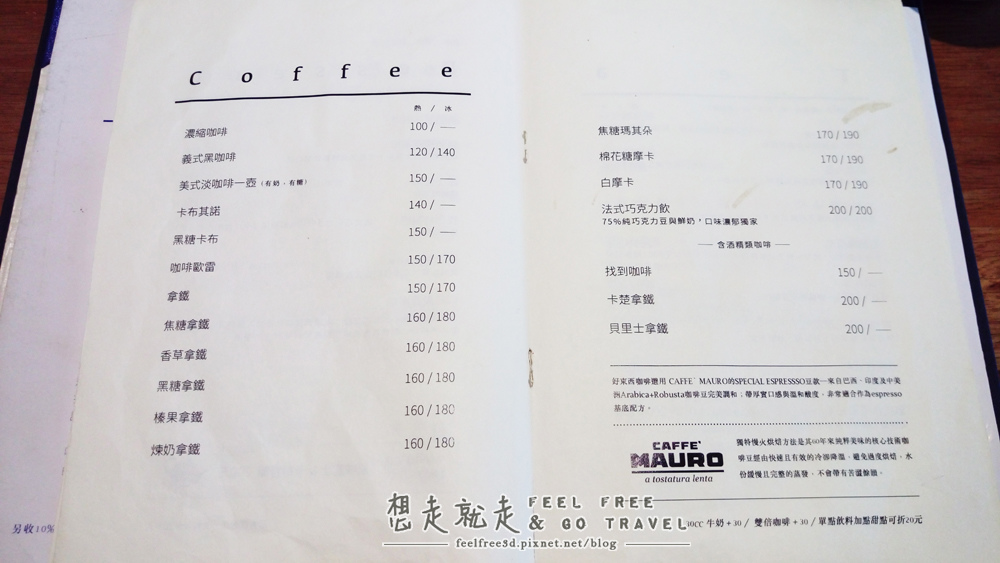 Coffee
熱 / 冰
濃縮咖啡 100 / —
義式黑咖啡 120 / 140
美式淡咖啡一壺 (有奶，有糖) 150 / —
卡布其諾 140 / —
黑糖卡布 150 / —
咖啡歐雷 150 / 170
拿鐵 150 / 170
焦糖拿鐵 160 / 180
香草拿鐵 160 / 180
黑糖拿鐵 160 / 180
榛果拿鐵 160 / 180
煉奶拿鐵 160 / 180
另收10%
焦糖瑪其朵 170 / 190
棉花糖摩卡 170 / 190
白摩卡 170 / 190
法式巧克力飲 200 / 200
75%純巧克力豆與鮮奶，口味濃郁獨家
— 含酒精類咖啡 —
找到咖啡 150 / —
卡楚拿鐵 200 / —
貝里士拿鐵 200 / —
好東西咖啡選用 CAFFE` MAURO的SPECIAL ESPRESSSO豆款—來自巴西、印度及中美
洲Arabica+Robusta咖啡豆完美調和；帶厚實口感與溫和酸度，非常適合作為espresso
基底配方。
CAFFE`
MAURO
a tostatura lenta
獨特慢火烘焙方法是其60年來純粹美味的核心技術咖
啡豆經由快速且有效的冷卻降溫，避免過度烘焙，水
份緩慢且完整的蒸發，不會帶有苦澀餘韻。
0CC 牛奶+30 / 雙倍咖啡+30 / 單點飲料加點甜點可折20元
想走就走 FEEL FREE & GO TRAVEL
feelfree3d.pixnet.net/blog